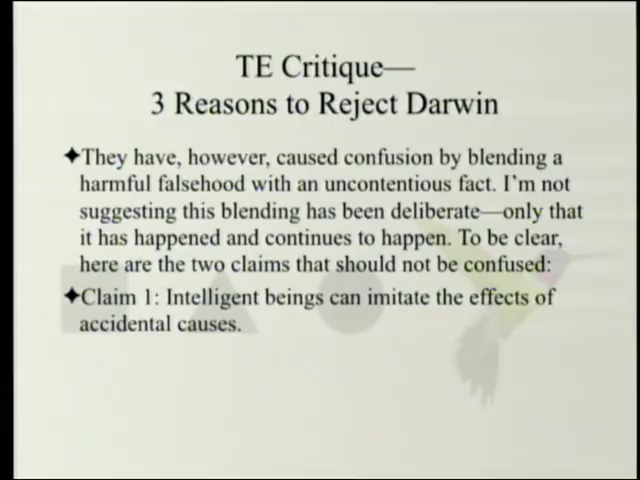 TE Critique—
3 Reasons to Reject Darwin
✦They have, however, caused confusion by blending a
harmful falsehood with an uncontentious fact. I’m not
suggesting this blending has been deliberate—only that
it has happened and continues to happen. To be clear,
here are the two claims that should not be confused:
✦Claim 1: Intelligent beings can imitate the effects of
accidental causes.